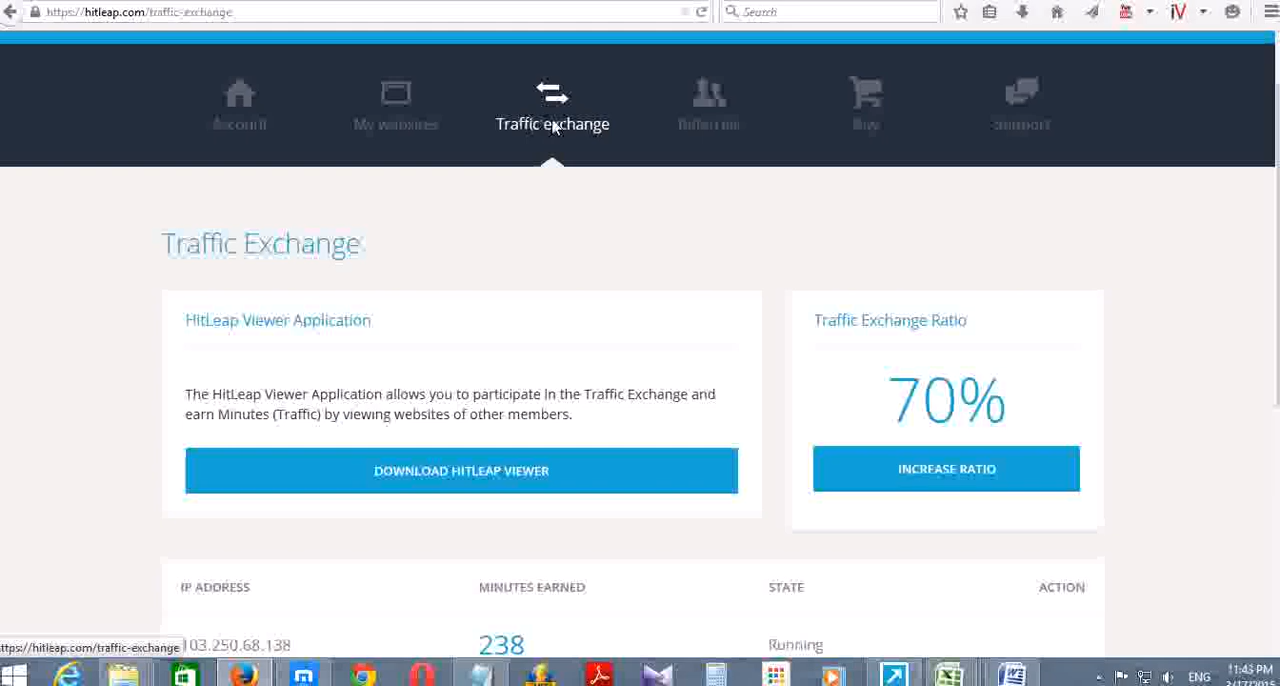 https://hitleap.com/traffic-exchange
Search
Account
My websites
Traffic exchange
Buy
Support
Traffic Exchange
HitLeap Viewer Application
The HitLeap Viewer Application allows you to participate in the Traffic Exchange and
earn Minutes (Traffic) by viewing websites of other members.
DOWNLOAD HITLEAP VIEWER
Traffic Exchange Ratio
70%
INCREASE RATIO
IP ADDRESS MINUTES EARNED STATE ACTION
103.250.68.138 238 Running
ttps://hitleap.com/traffic-exchange
ENG
11:43 PM